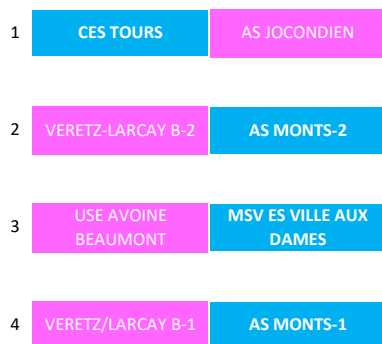 1 CES TOURS AS JOCONDIEN
2 VERETZ-LARCAY B-2 AS MONTS-2
3 USE AVOINE BEAUMONT MSV ES VILLE AUX DAMES
4 VERETZ/LARCAY B-1 AS MONTS-1